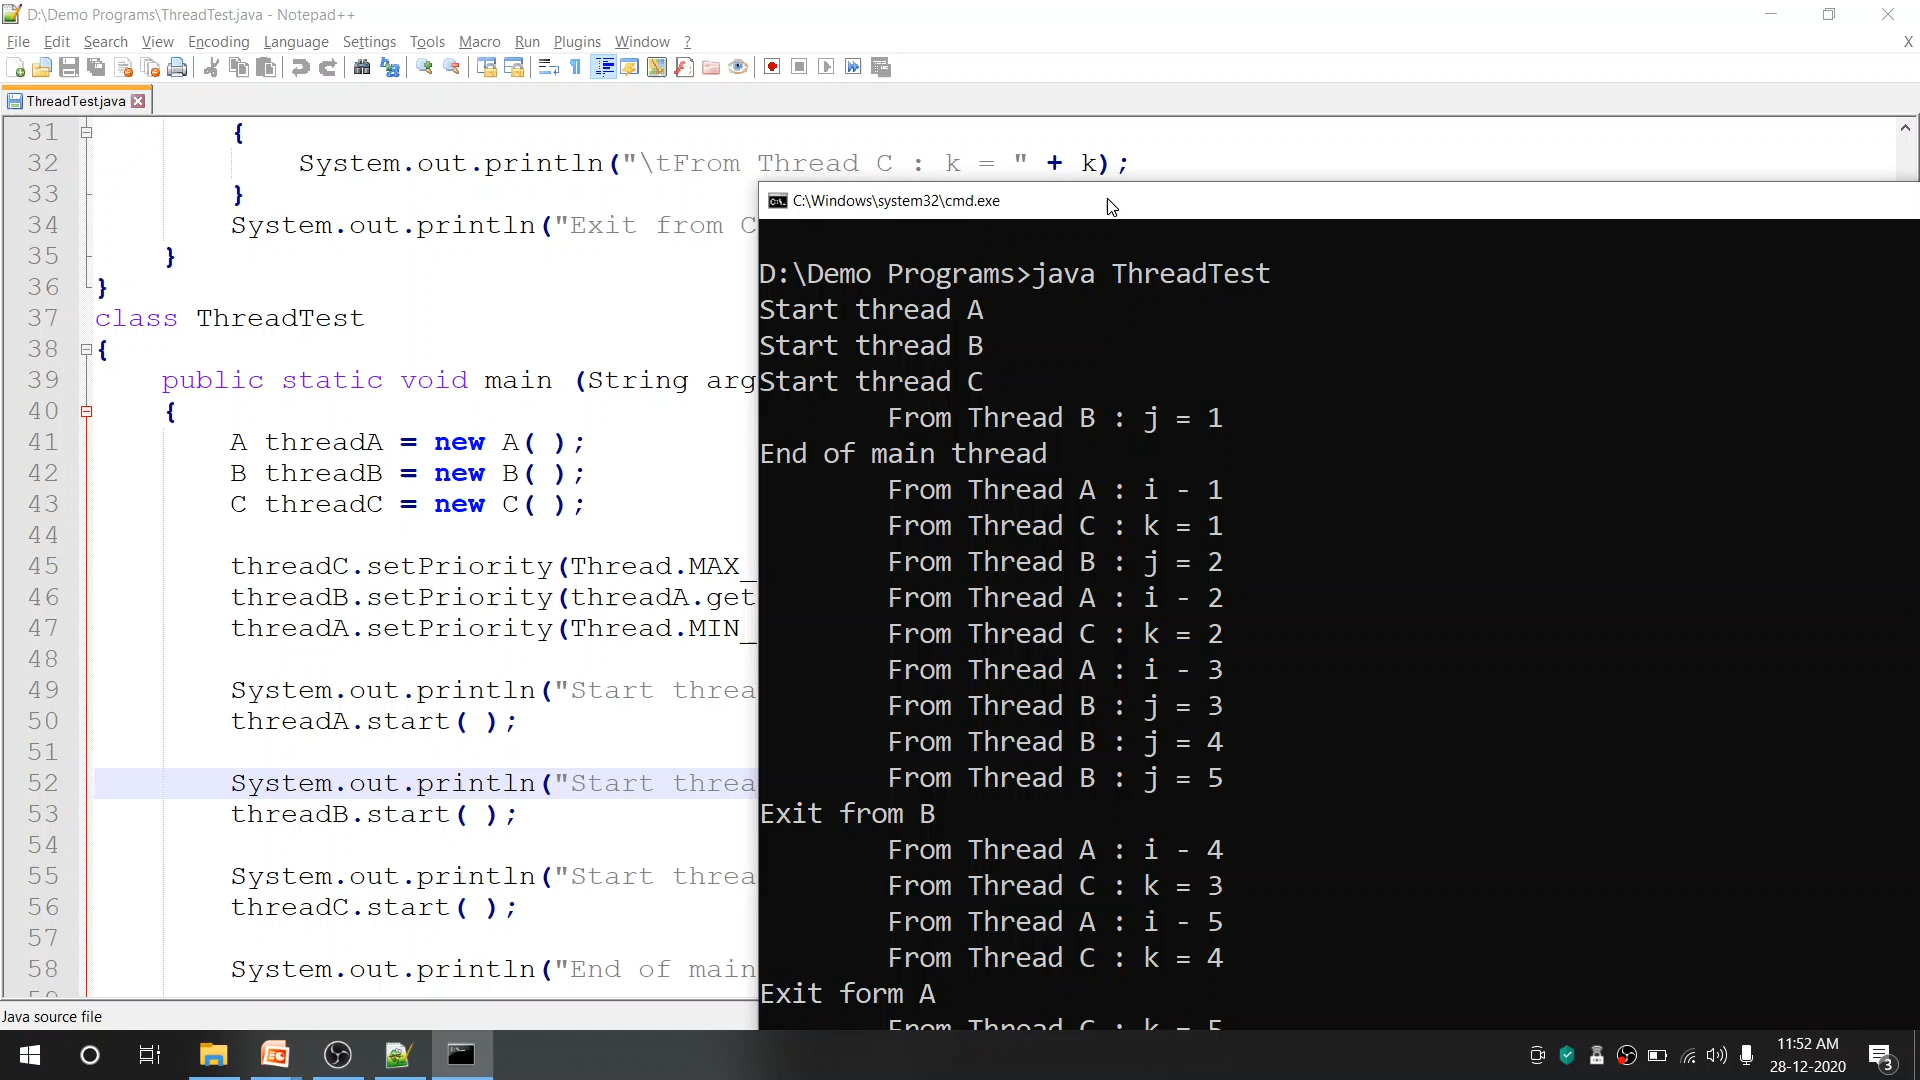 D:\Demo Programs\ThreadTest.java - Notepad++
File Edit Search View Encoding Language Settings Tools Macro Run Plugins Window ? X
ThreadTest.java
31 {
32 System.out.println("\tFrom Thread C : k = " + k);
33 }
34 System.out.println("Exit from C
35 }
36 }
37 class ThreadTest
38 {
39 public static void main (String arg
40 {
41 A threadA = new A( );
42 B threadB = new B( );
43 C threadC = new C( );
44
45 threadC.setPriority(Thread.MAX_
46 threadB.setPriority(threadA.get
47 threadA.setPriority(Thread.MIN_
48
49 System.out.println("Start threa
50 threadA.start( );
51
52 System.out.println("Start threa
53 threadB.start( );
54
55 System.out.println("Start threa
56 threadC.start( );
57
58 System.out.println("End of main
Java source file
C:\Windows\system32\cmd.exe
D:\Demo Programs>java ThreadTest
Start thread A
Start thread B
Start thread C
From Thread B : j = 1
End of main thread
From Thread A : i - 1
From Thread C : k = 1
From Thread B : j = 2
From Thread A : i - 2
From Thread C : k = 2
From Thread A : i - 3
From Thread B : j = 3
From Thread B : j = 4
From Thread B : j = 5
Exit from B
From Thread A : i - 4
From Thread C : k = 3
From Thread A : i - 5
From Thread C : k = 4
Exit form A
From Thread C : k = 5
11:52 AM
28-12-2020
3